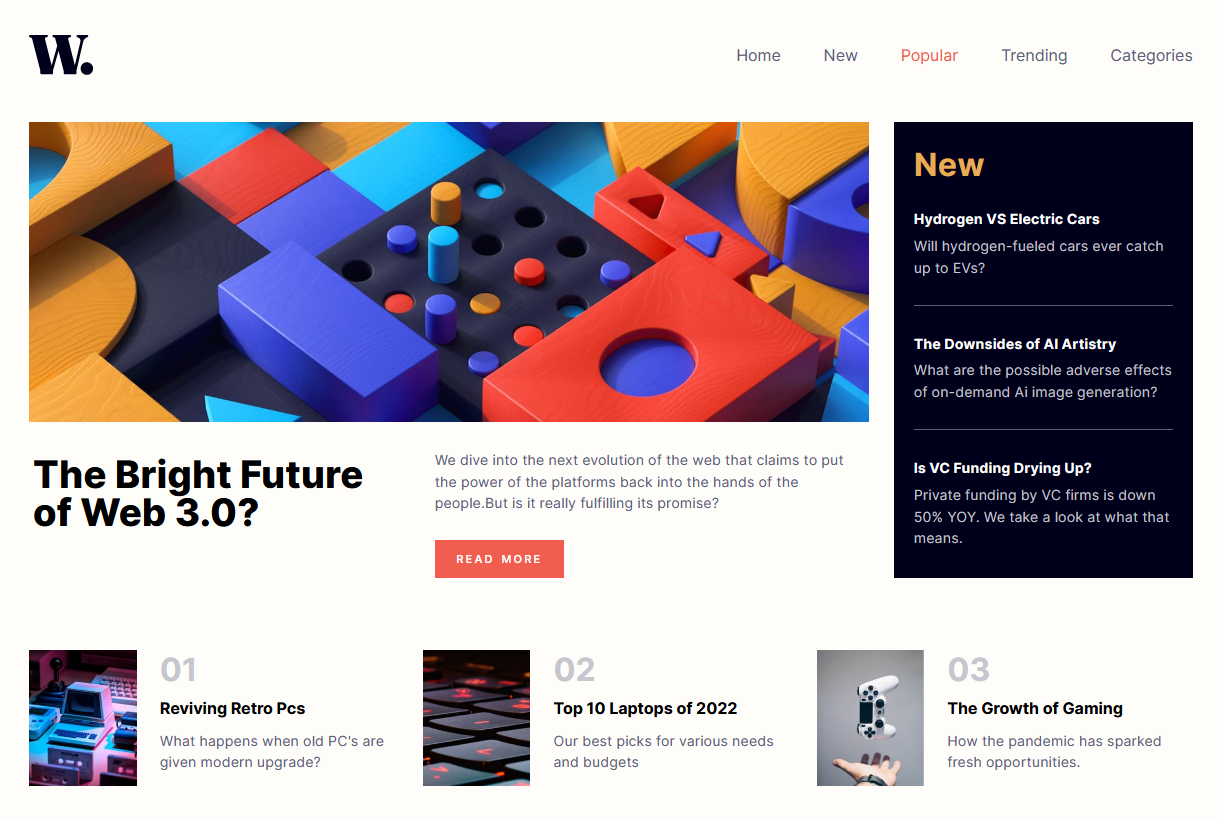 W.
Home New Popular Trending Categories
The Bright Future
of Web 3.0?
We dive into the next evolution of the web that claims to put
the power of the platforms back into the hands of the
people.But is it really fulfilling its promise?
READ MORE
New
Hydrogen VS Electric Cars
Will hydrogen-fueled cars ever catch
up to EVs?
The Downsides of AI Artistry
What are the possible adverse effects
of on-demand Ai image generation?
Is VC Funding Drying Up?
Private funding by VC firms is down
50% YOY. We take a look at what that
means.
01
Reviving Retro Pcs
What happens when old PC's are
given modern upgrade?
02
Top 10 Laptops of 2022
Our best picks for various needs
and budgets
03
The Growth of Gaming
How the pandemic has sparked
fresh opportunities.